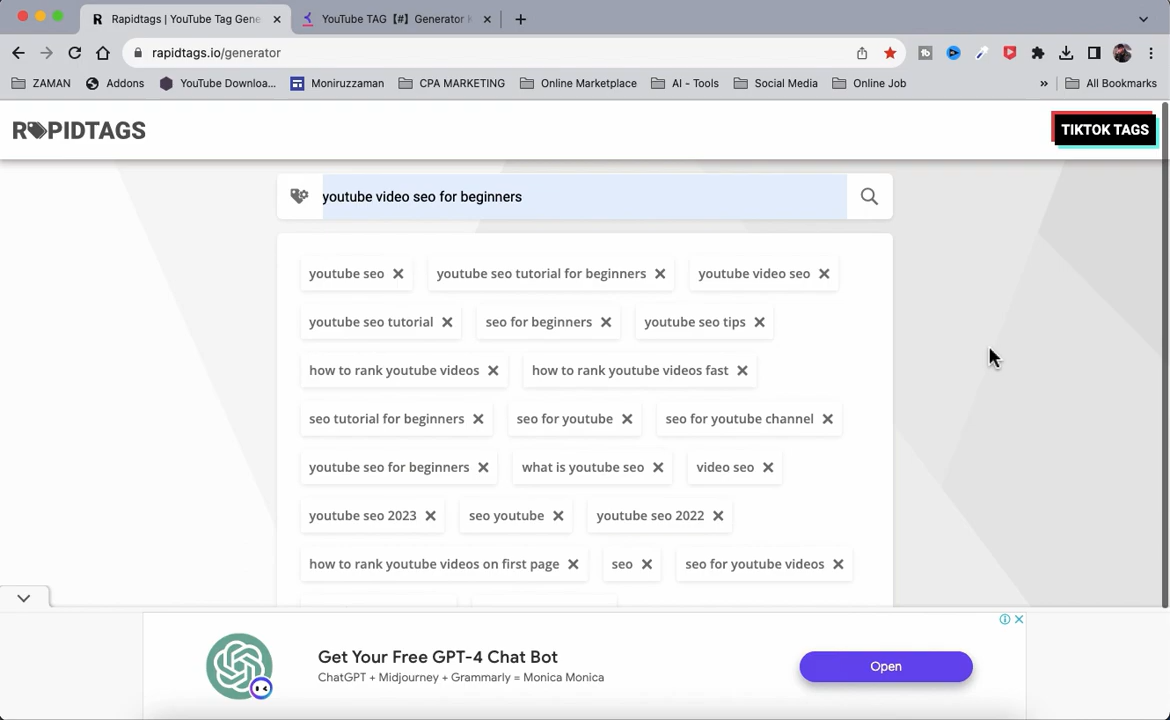 Rapidtags | YouTube Tag Gene
YouTube TAG【#】Generator
rapidtags.io/generator
ZAMAN
Addons
YouTube Downloa...
Moniruzzaman
CPA MARKETING
Online Marketplace
AI - Tools
Social Media
Online Job
»
All Bookmarks
RAPIDTAGS
TIKTOK TAGS
youtube video seo for beginners
youtube seo × youtube seo tutorial for beginners × youtube video seo ×
youtube seo tutorial × seo for beginners × youtube seo tips ×
how to rank youtube videos × how to rank youtube videos fast ×
seo tutorial for beginners × seo for youtube × seo for youtube channel ×
youtube seo for beginners × what is youtube seo × video seo ×
youtube seo 2023 × seo youtube × youtube seo 2022 ×
how to rank youtube videos on first page × seo × seo for youtube videos ×
Get Your Free GPT-4 Chat Bot
ChatGPT + Midjourney + Grammarly = Monica Monica
Open